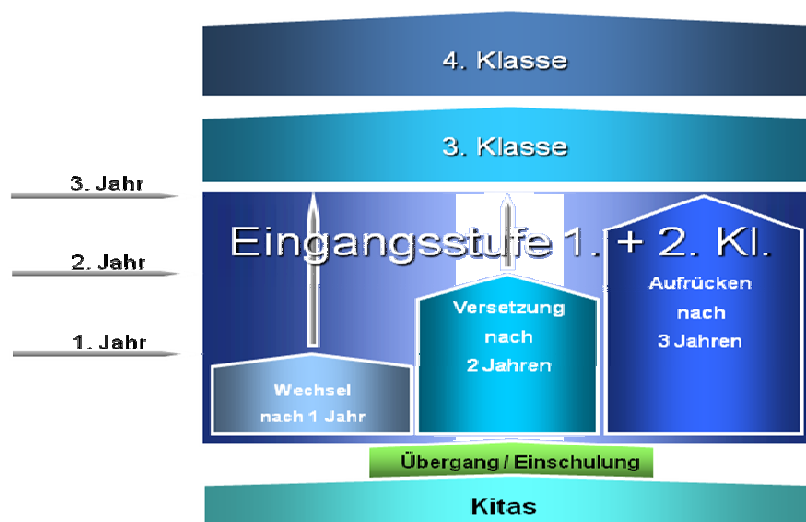 4. Klasse
3. Klasse
3. Jahr
Eingangsstufe 1. + 2. Kl.
2. Jahr
Aufrücken
nach
3 Jahren
Versetzung
nach
2 Jahren
1. Jahr
Wechsel
nach 1 Jahr
Übergang / Einschulung
Kitas